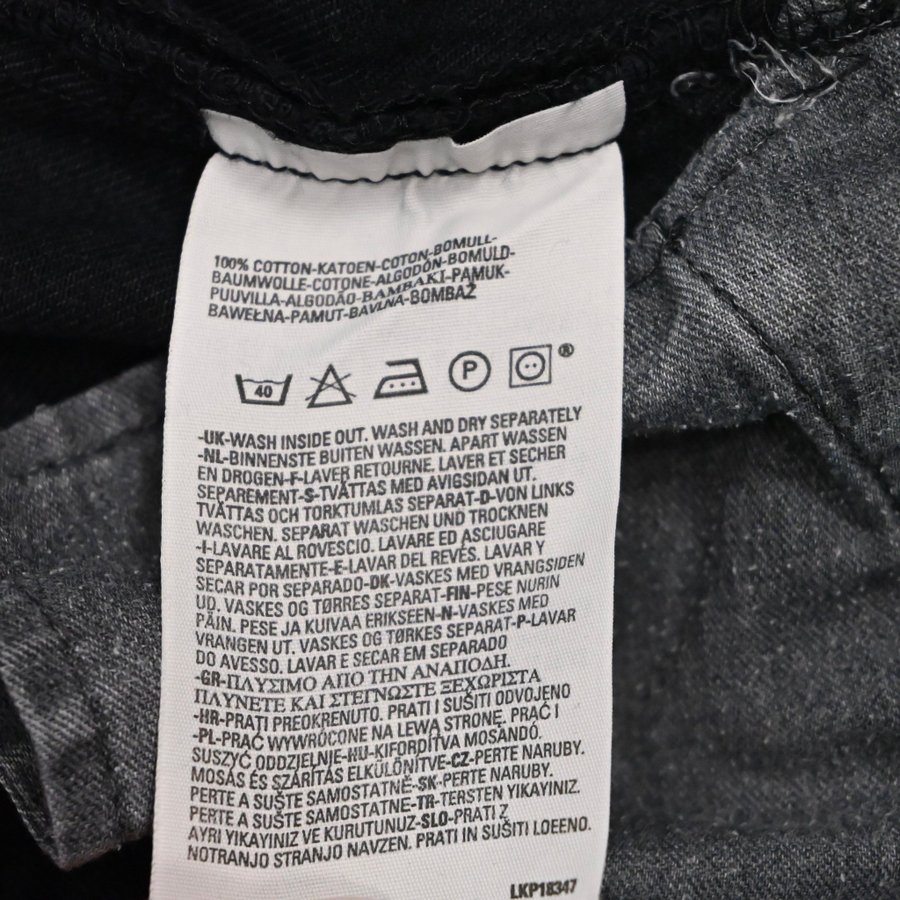 100% COTTON-KATOEN-COTON-BOMULL-
BAUMWOLLE-COTONE-ALGODÓN-BOMULD-
PUUVILLA-ALGODÃO-ΒΑΜΒΑΚΙ-PAMUK-
BAWEŁNA-PAMUT-BAVLNA-BOMBAŽ
40 P ®
-UK-WASH INSIDE OUT. WASH AND DRY SEPARATELY
-NL-BINNENSTE BUITEN WASSEN. APART WASSEN
EN DROGEN-F-LAVER RETOURNE. LAVER ET SECHER
SEPAREMENT-S-TVÄTTAS MED AVIGSIDAN UT.
TVÄTTAS OCH TORKTUMLAS SEPARAT-D-VON LINKS
WASCHEN. SEPARAT WASCHEN UND TROCKNEN
-I-LAVARE AL ROVESCIO. LAVARE ED ASCIUGARE
SEPARATAMENTE-E-LAVAR DEL REVÉS. LAVAR Y
SECAR POR SEPARADO-DK-VASKES MED VRANGSIDEN
UD. VASKES OG TØRRES SEPARAT-FIN-PESE NURIN
PÄIN. PESE JA KUIVAA ERIKSEEN-N-VASKES MED
VRANGEN UT. VASKES OG TØRKES SEPARAT-P-LAVAR
DO AVESSO. LAVAR E SECAR EM SEPARADO
-GR-ΠΛΥΣΙΜΟ ΑΠΟ ΤΗΝ ΑΝΑΠΟΔΗ.
ΠΛΥΝΕΤΕ ΚΑΙ ΣΤΕΓΝΩΣΤΕ ΞΕΧΩΡΙΣΤΑ
-HR-PRATI PREOKRENUTO. PRATI I SUŠITI ODVOJENO
-PL-PRAĆ WYWRÓCONE NA LEWĄ STRONĘ. PRAĆ I
SUSZYĆ ODDZIELNIE-HU-KIFORDÍTVA MOSANDÓ.
MOSÁS ÉS SZÁRÍTÁS ELKÜLÖNÍTVE-CZ-PERTE NARUBY.
PERTE A SUŠTE SAMOSTATNĚ-SK-PERTE NARUBY.
PERTE A SUŠTE SAMOSTATNE-TR-TERSTEN YIKAYINIZ.
AYRI YIKAYINIZ VE KURUTUNUZ-SLO-PRATI Z
NOTRANJO STRANJO NAVZEN. PRATI IN SUŠITI LOEENO.
LKP18347